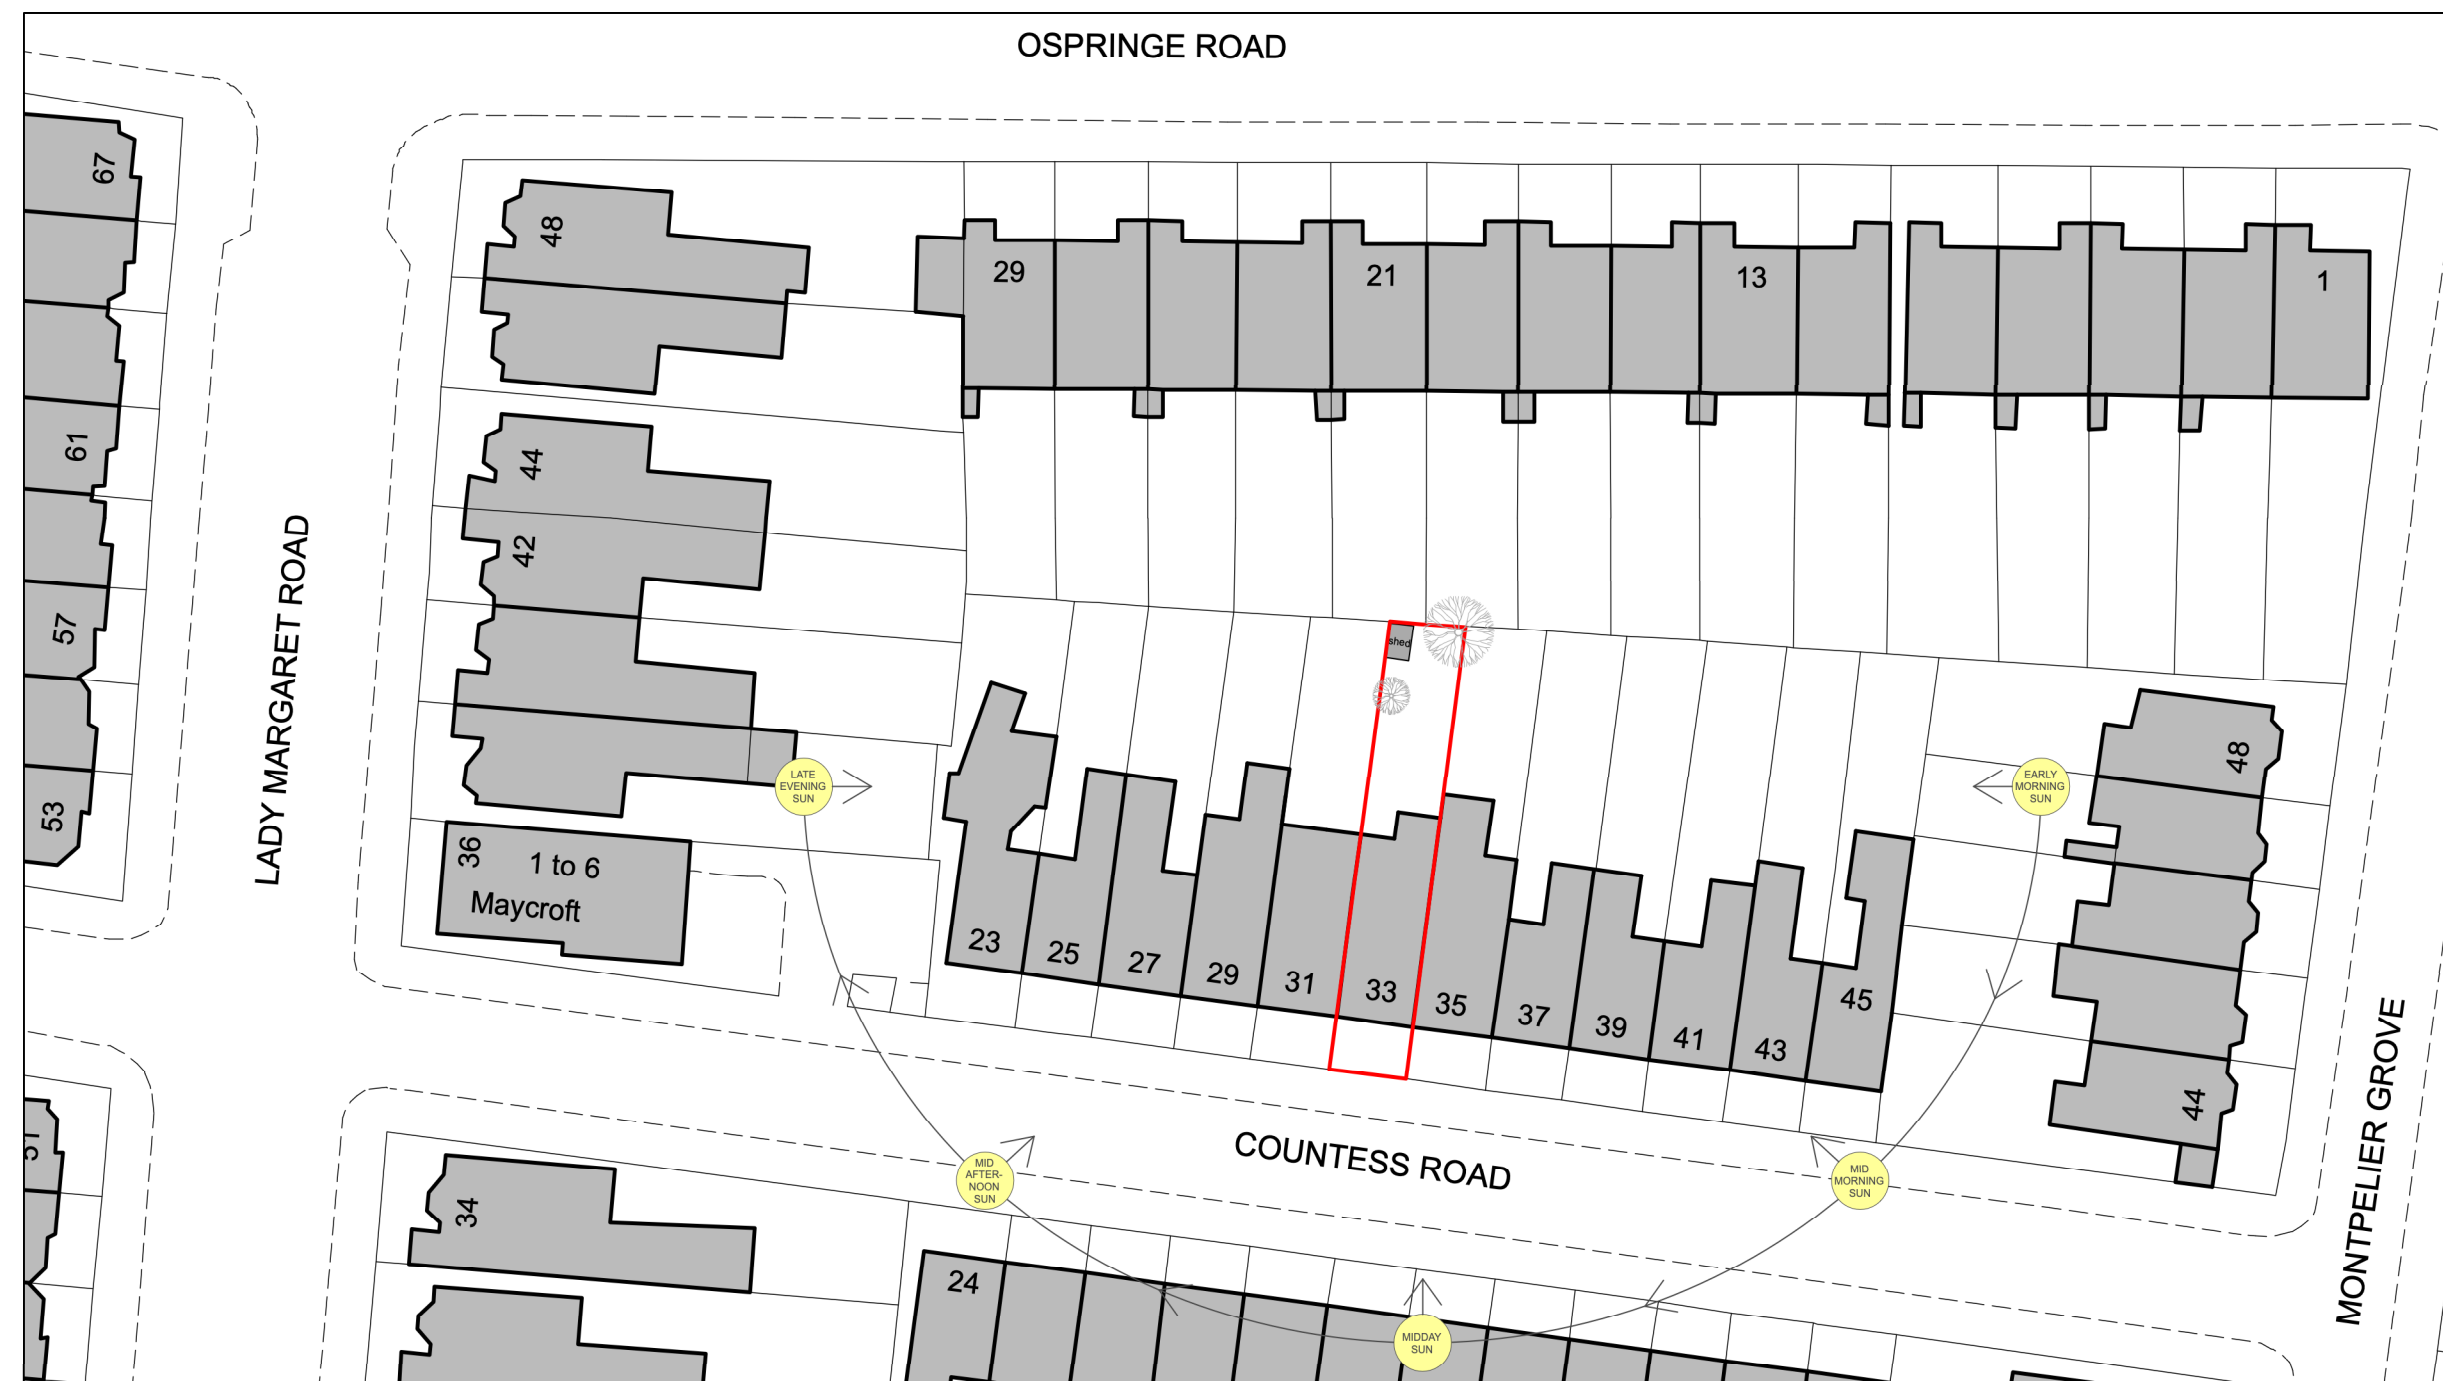 OSPRINGE ROAD
67
48
29
21
13
1
61
44
42
LADY MARGARET ROAD
57
shed
53
LATE
EVENING
SUN
EARLY
MORNING
SUN
48
36
1 to 6
Maycroft
23
25
27
29
31
33
35
37
39
41
43
45
51
44
MONTPELIER GROVE
COUNTESS ROAD
MID
AFTER-
NOON
SUN
MID
MORNING
SUN
34
24
MIDDAY
SUN